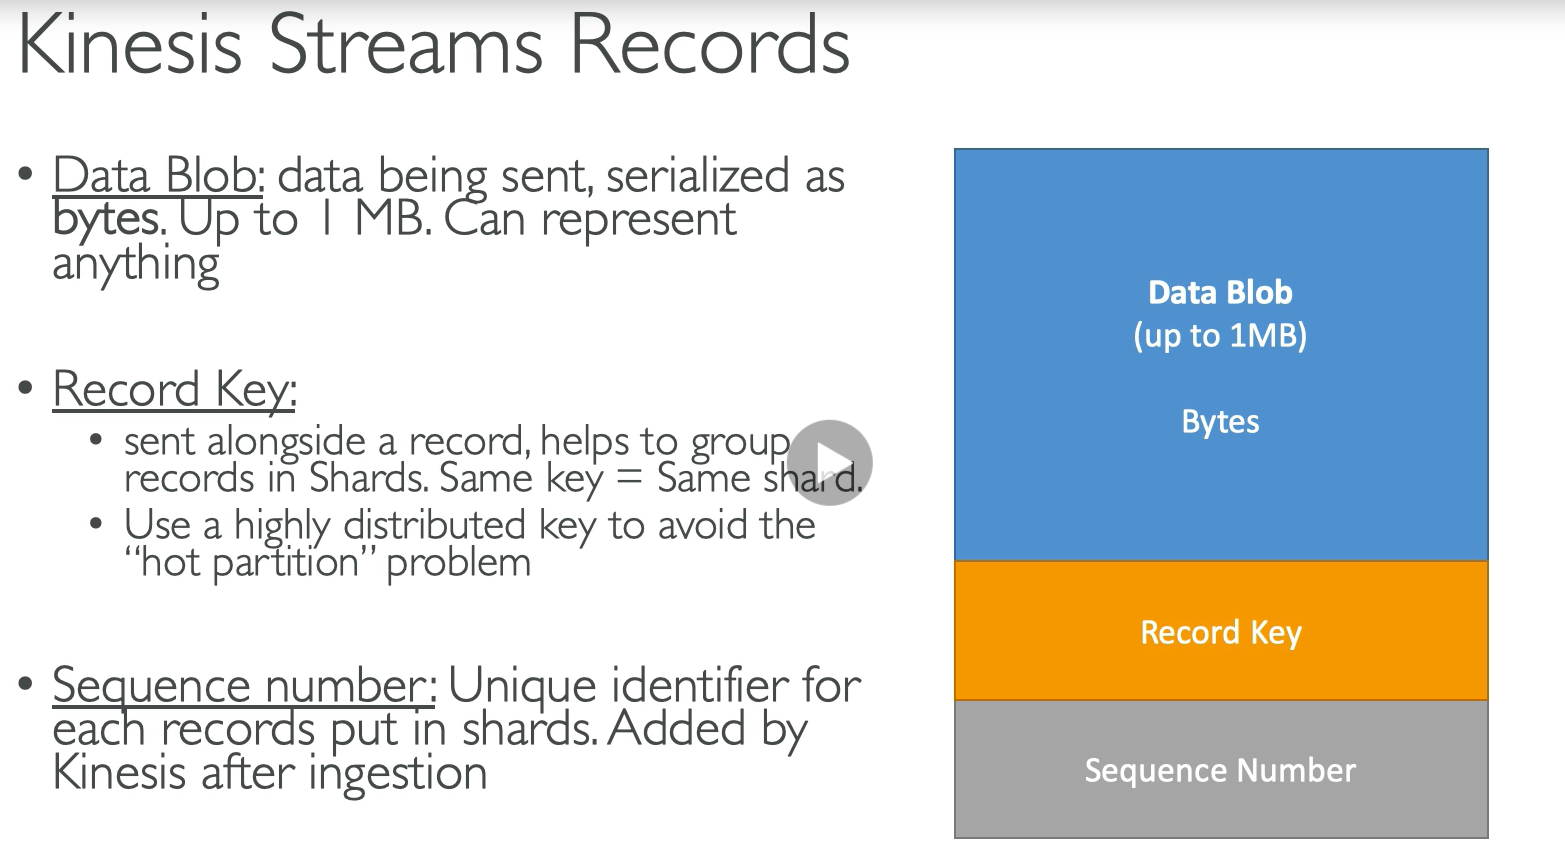 Kinesis Streams Records
• Data Blob: data being sent, serialized as
bytes. Up to 1 MB. Can represent
anything
• Record Key:
• sent alongside a record, helps to group
records in Shards. Same key = Same shard.
• Use a highly distributed key to avoid the
“hot partition” problem
• Sequence number: Unique identifier for
each records put in shards. Added by
Kinesis after ingestion
Data Blob
(up to 1MB)
Bytes
Record Key
Sequence Number